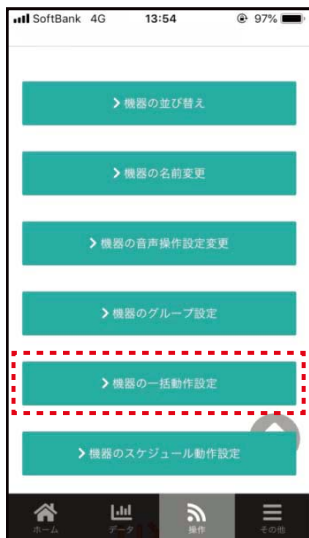 SoftBank 4G 13:54 97%
機器の並び替え
機器の名前変更
機器の音声操作設定変更
機器のグループ設定
機器の一括動作設定
機器のスケジュール動作設定
ホーム データ 操作 その他